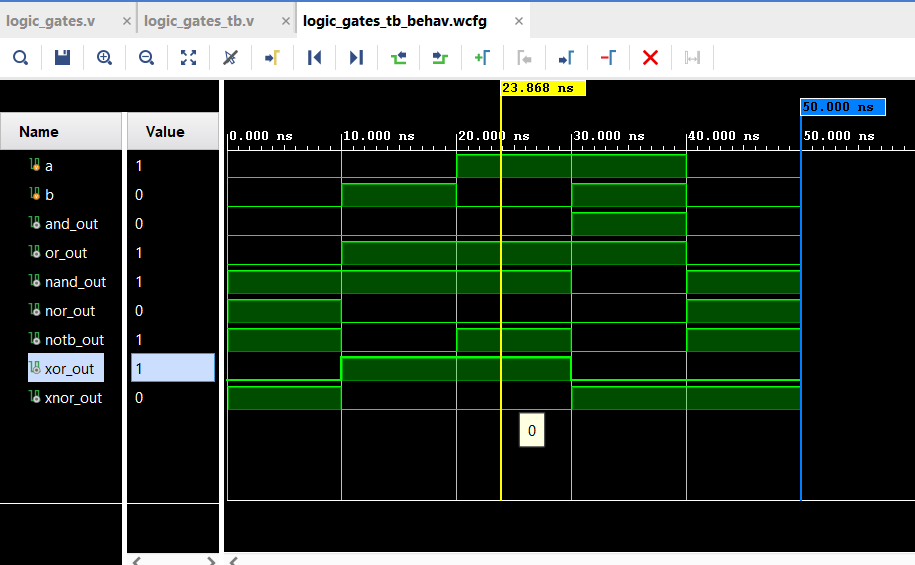 logic_gates.v × logic_gates_tb.v × logic_gates_tb_behav.wcfg ×
23.868 ns
50.000 ns
Name Value 0.000 ns 10.000 ns 20.000 ns 30.000 ns 40.000 ns 50.000 ns
a 1
b 0
and_out 0
or_out 1
nand_out 1
nor_out 0
notb_out 1
xor_out 1
xnor_out 0
0